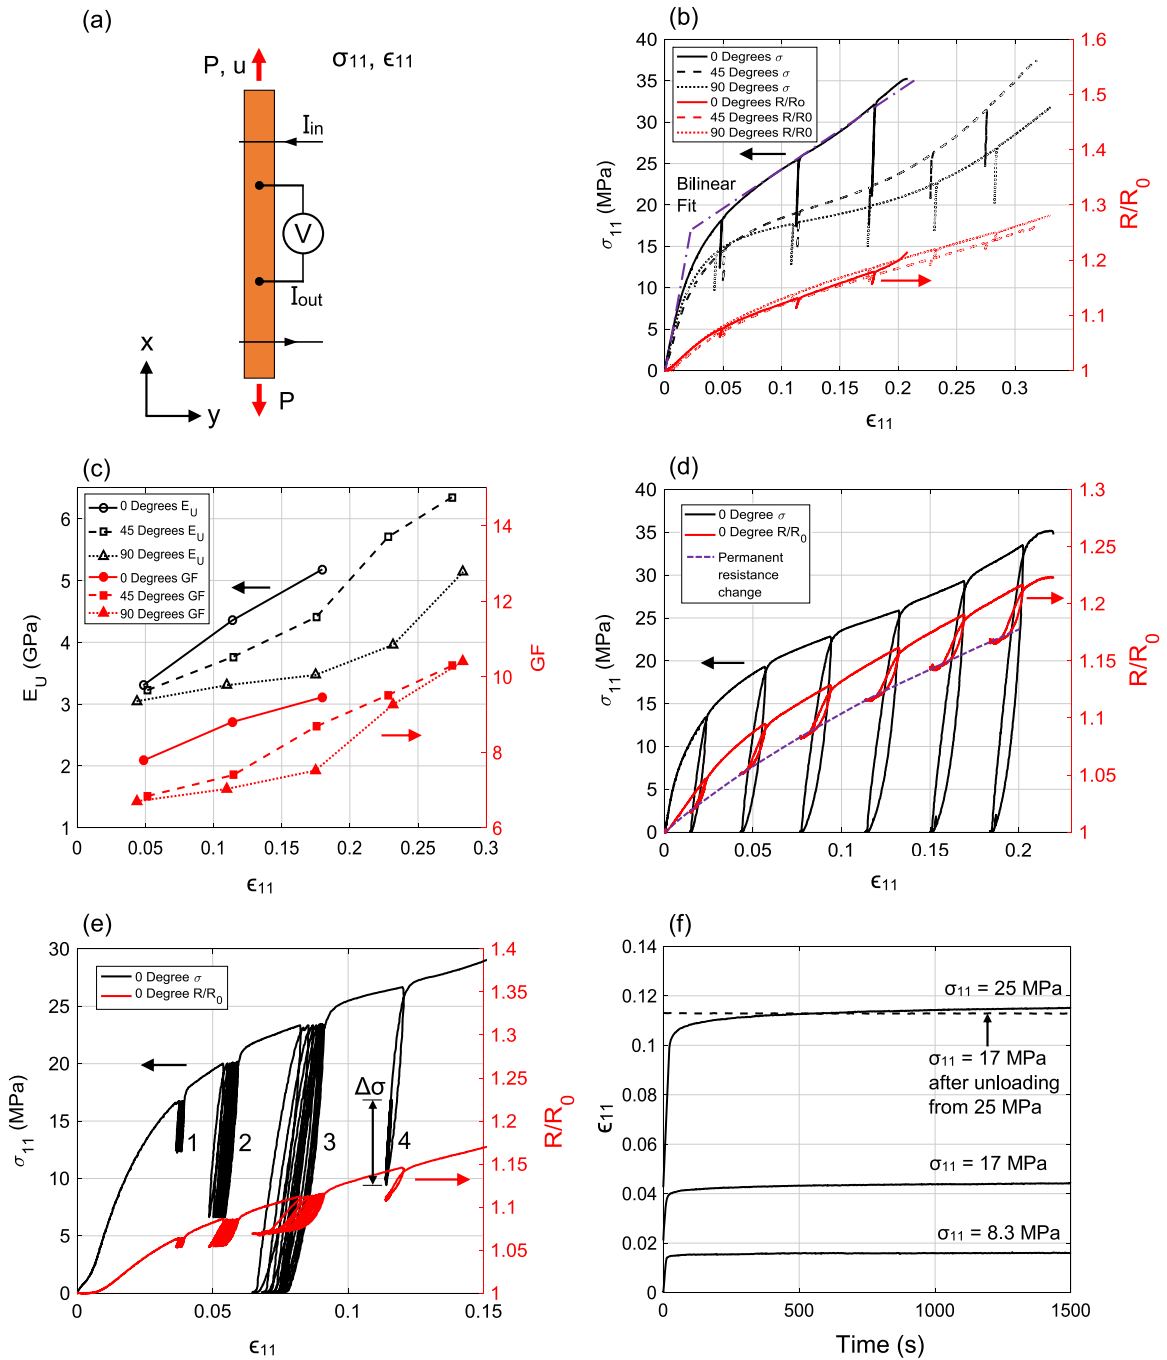 (a)
P, u
σ11, ϵ11
Iin
V
Iout
x
y
P
(b)
0 Degrees σ
45 Degrees σ
90 Degrees σ
0 Degrees R/Ro
45 Degrees R/R0
90 Degrees R/R0
Bilinear
Fit
σ11 (MPa)
0
5
10
15
20
25
30
35
40
R/R0
1
1.1
1.2
1.3
1.4
1.5
1.6
0
0.05
0.1
0.15
0.2
0.25
0.3
ϵ11
(c)
0 Degrees EU
45 Degrees EU
90 Degrees EU
0 Degrees GF
45 Degrees GF
90 Degrees GF
EU (GPa)
1
2
3
4
5
6
GF
6
8
10
12
14
0
0.05
0.1
0.15
0.2
0.25
0.3
ϵ11
(d)
0 Degree σ
0 Degree R/R0
Permanent
resistance
change
σ11 (MPa)
0
5
10
15
20
25
30
35
40
R/R0
1
1.05
1.1
1.15
1.2
1.25
1.3
0
0.05
0.1
0.15
0.2
ϵ11
(e)
0 Degree σ
0 Degree R/R0
Δσ
1
2
3
4
σ11 (MPa)
0
5
10
15
20
25
30
R/R0
1
1.05
1.1
1.15
1.2
1.25
1.3
1.35
1.4
0
0.05
0.1
0.15
ϵ11
(f)
σ11 = 25 MPa
σ11 = 17 MPa
after unloading
from 25 MPa
σ11 = 17 MPa
σ11 = 8.3 MPa
ϵ11
0
0.02
0.04
0.06
0.08
0.1
0.12
0.14
0
500
1000
1500
Time (s)